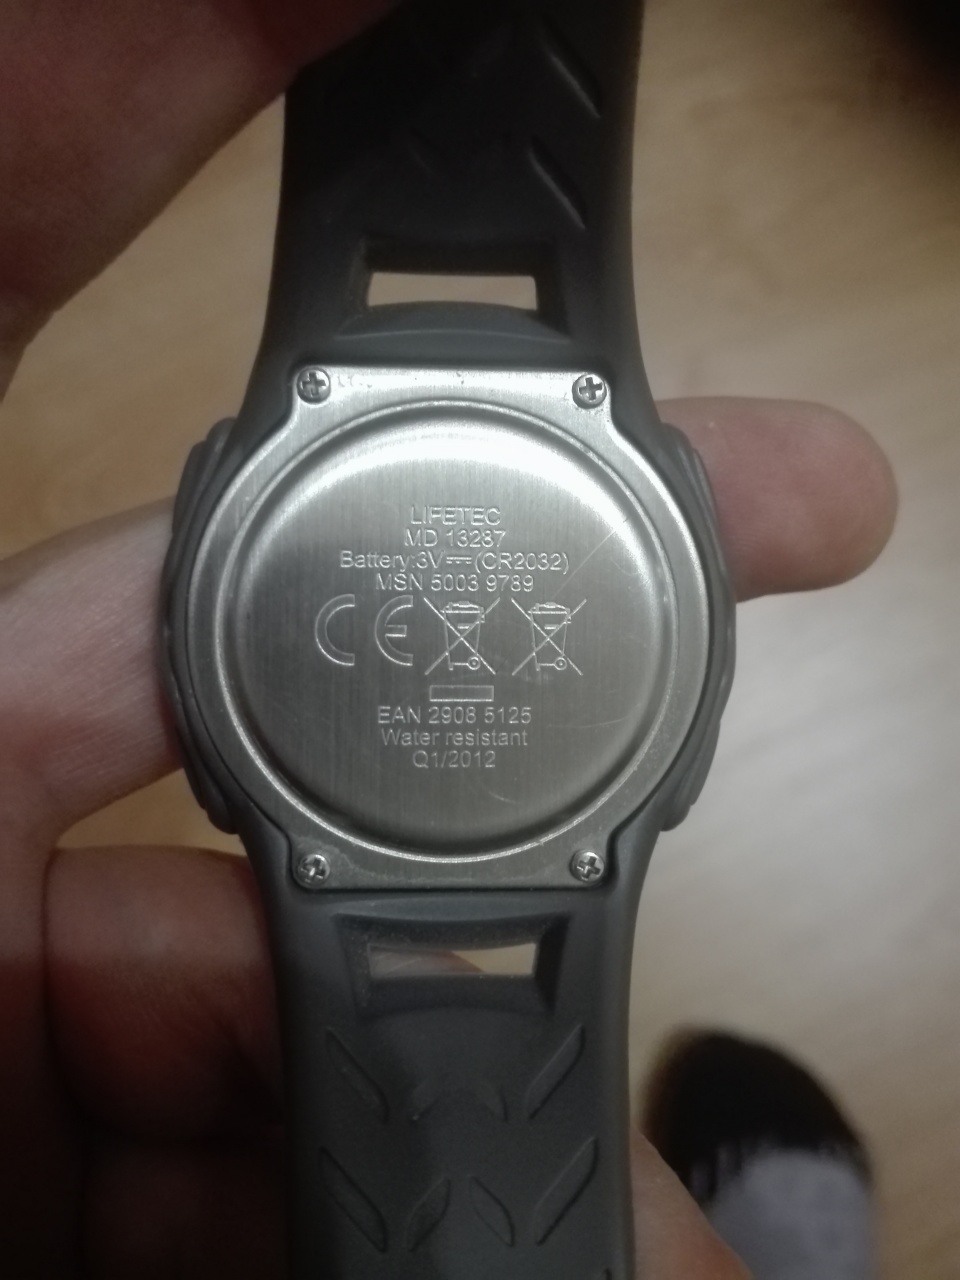 LIFETEC
MD 13287
Battery:3V⎓(CR2032)
MSN 5003 9789
CE
EAN 2908 5125
Water resistant
Q1/2012